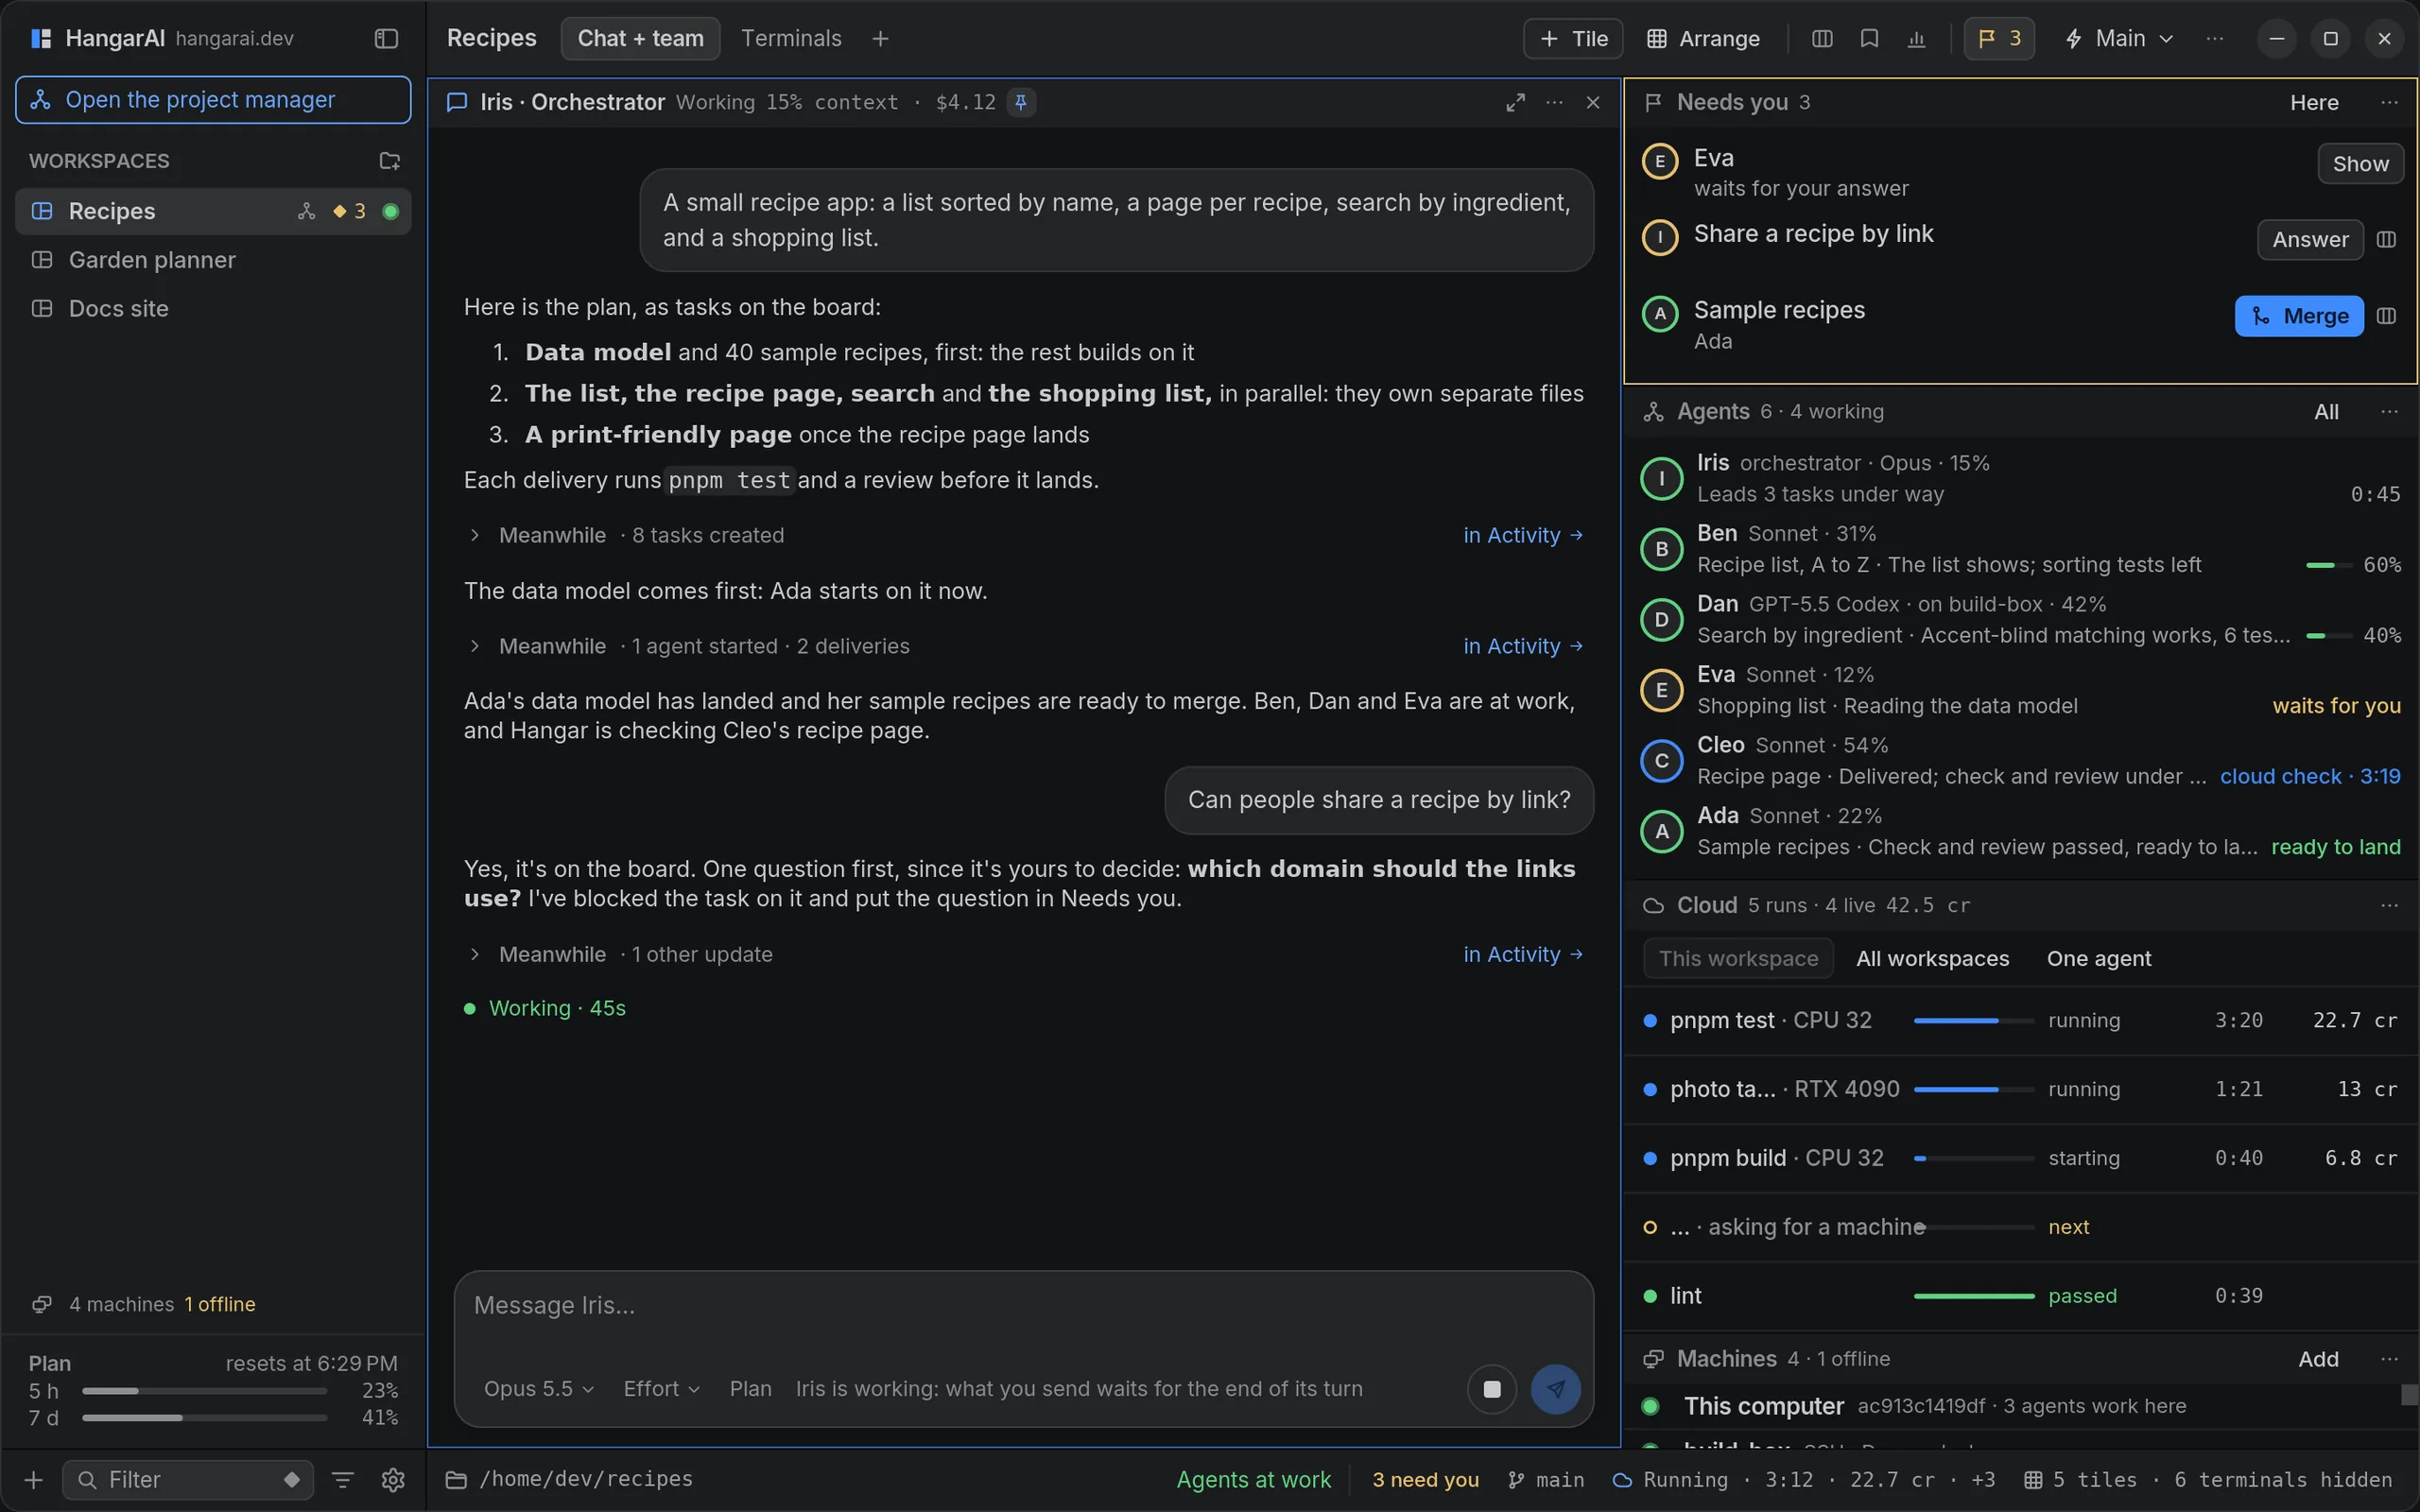 HangarAI hangarai.dev
Open the project manager
WORKSPACES
Recipes 3
Garden planner
Docs site
4 machines 1 offline
Plan resets at 6:29 PM
5 h 23%
7 d 41%
Filter
Recipes Chat + team Terminals
Tile Arrange 3 Main
Iris · Orchestrator Working 15% context · $4.12
A small recipe app: a list sorted by name, a page per recipe, search by ingredient,
and a shopping list.
Here is the plan, as tasks on the board:
1. Data model and 40 sample recipes, first: the rest builds on it
2. The list, the recipe page, search and the shopping list, in parallel: they own separate files
3. A print-friendly page once the recipe page lands
Each delivery runs pnpm test and a review before it lands.
Meanwhile · 8 tasks created in Activity →
The data model comes first: Ada starts on it now.
Meanwhile · 1 agent started · 2 deliveries in Activity →
Ada's data model has landed and her sample recipes are ready to merge. Ben, Dan and Eva are at work,
and Hangar is checking Cleo's recipe page.
Can people share a recipe by link?
Yes, it's on the board. One question first, since it's yours to decide: which domain should the links
use? I've blocked the task on it and put the question in Needs you.
Meanwhile · 1 other update in Activity →
Working · 45s
Message Iris...
Opus 5.5 Effort Plan Iris is working: what you send waits for the end of its turn
Needs you 3 Here
E Eva Show
waits for your answer
I Share a recipe by link Answer
A Sample recipes Merge
Ada
Agents 6 · 4 working All
I Iris orchestrator · Opus · 15%
Leads 3 tasks under way 0:45
B Ben Sonnet · 31%
Recipe list, A to Z · The list shows; sorting tests left 60%
D Dan GPT-5.5 Codex · on build-box · 42%
Search by ingredient · Accent-blind matching works, 6 tes... 40%
E Eva Sonnet · 12%
Shopping list · Reading the data model waits for you
C Cleo Sonnet · 54%
Recipe page · Delivered; check and review under ... cloud check · 3:19
A Ada Sonnet · 22%
Sample recipes · Check and review passed, ready to la... ready to land
Cloud 5 runs · 4 live 42.5 cr
This workspace All workspaces One agent
pnpm test · CPU 32 running 3:20 22.7 cr
photo ta... · RTX 4090 running 1:21 13 cr
pnpm build · CPU 32 starting 0:40 6.8 cr
... · asking for a machine next
lint passed 0:39
Machines 4 · 1 offline Add
This computer ac913c1419df · 3 agents work here
/home/dev/recipes Agents at work 3 need you main Running · 3:12 · 22.7 cr · +3 5 tiles · 6 terminals hidden